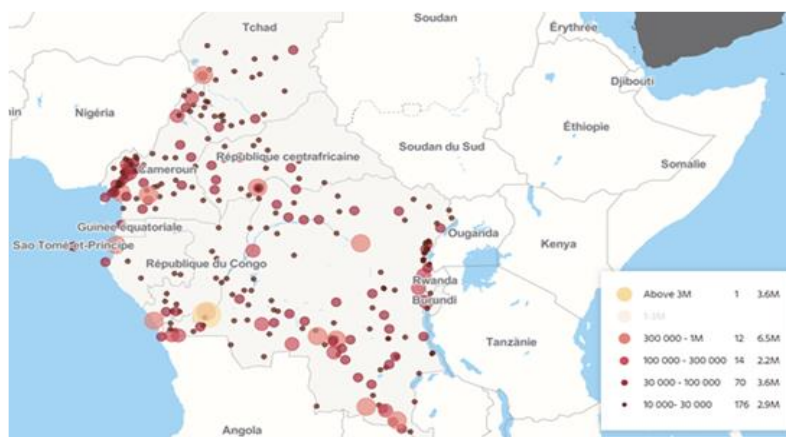 Tchad
Soudan
Érythrée
Djibouti
Nigéria
Éthiopie
Soudan du Sud
République centrafricaine
Somalie
Cameroun
Guinée équatoriale
Ouganda
Sao Tomé-et-Principe
Kenya
République du Congo
Rwanda
Burundi
Tanzanie
Angola
Above 3M 1 3.6M
1-3M
300 000 - 1M 12 6.5M
100 000 - 300 000 14 2.2M
30 000 - 100 000 70 3.6M
10 000- 30 000 176 2.9M